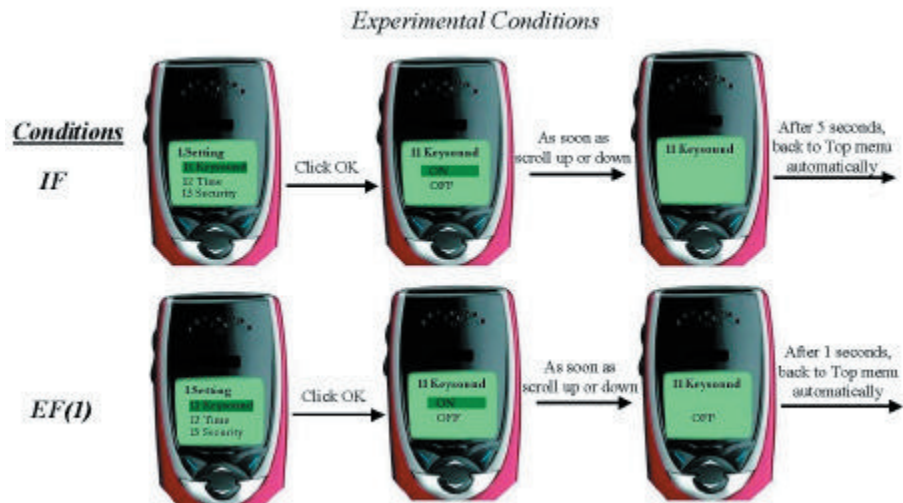 Experimental Conditions
Conditions
IF
1.Setting
11 Keysound
12 Time
13 Security
Click OK
11 Keysound
ON
OFF
As soon as
scroll up or down
11 Keysound
After 5 seconds,
back to Top menu
automatically
EF(1)
1.Setting
12 Keysound
12 Time
13 Security
Click OK
11 Keysound
ON
OFF
As soon as
scroll up or down
11 Keysound
OFF
After 1 seconds,
back to Top menu
automatically